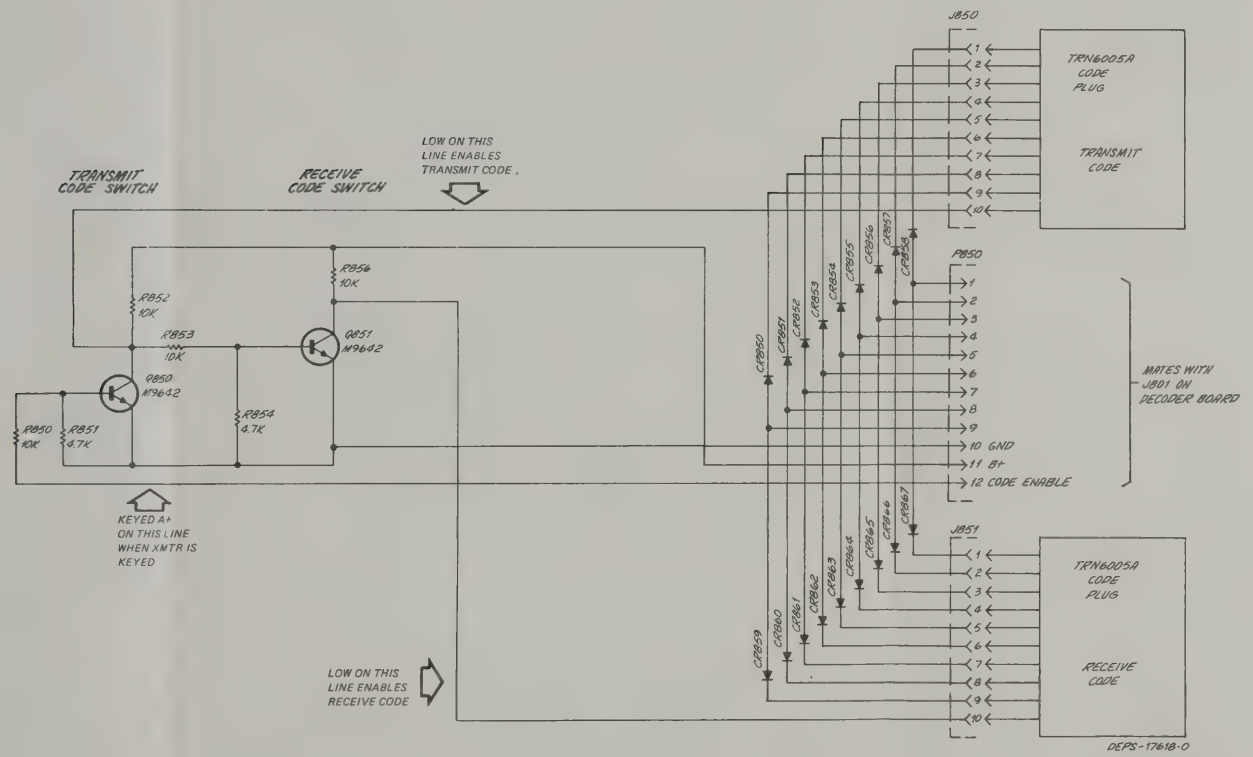 J850
1
2
3
4
5
6
7
8
9
10
TRN6005A
CODE
PLUG
TRANSMIT
CODE
LOW ON THIS
LINE ENABLES
TRANSMIT CODE.
TRANSMIT
CODE SWITCH
RECEIVE
CODE SWITCH
R852
10K
R853
10K
R856
10K
Q851
M9642
Q850
M9642
R850
10K
R851
4.7K
R854
4.7K
KEYED A+
ON THIS LINE
WHEN XMTR IS
KEYED
CR850
CR851
CR852
CR853
CR854
CR855
CR856
CR857
CR858
P850
1
2
3
4
5
6
7
8
9
10 GND
11 B+
12 CODE ENABLE
MATES WITH
J801 ON
DECODER BOARD
CR859
CR860
CR861
CR862
CR863
CR864
CR865
CR866
CR867
J851
1
2
3
4
5
6
7
8
9
10
TRN6005A
CODE
PLUG
RECEIVE
CODE
LOW ON THIS
LINE ENABLES
RECEIVE CODE
DEPS-17618-O